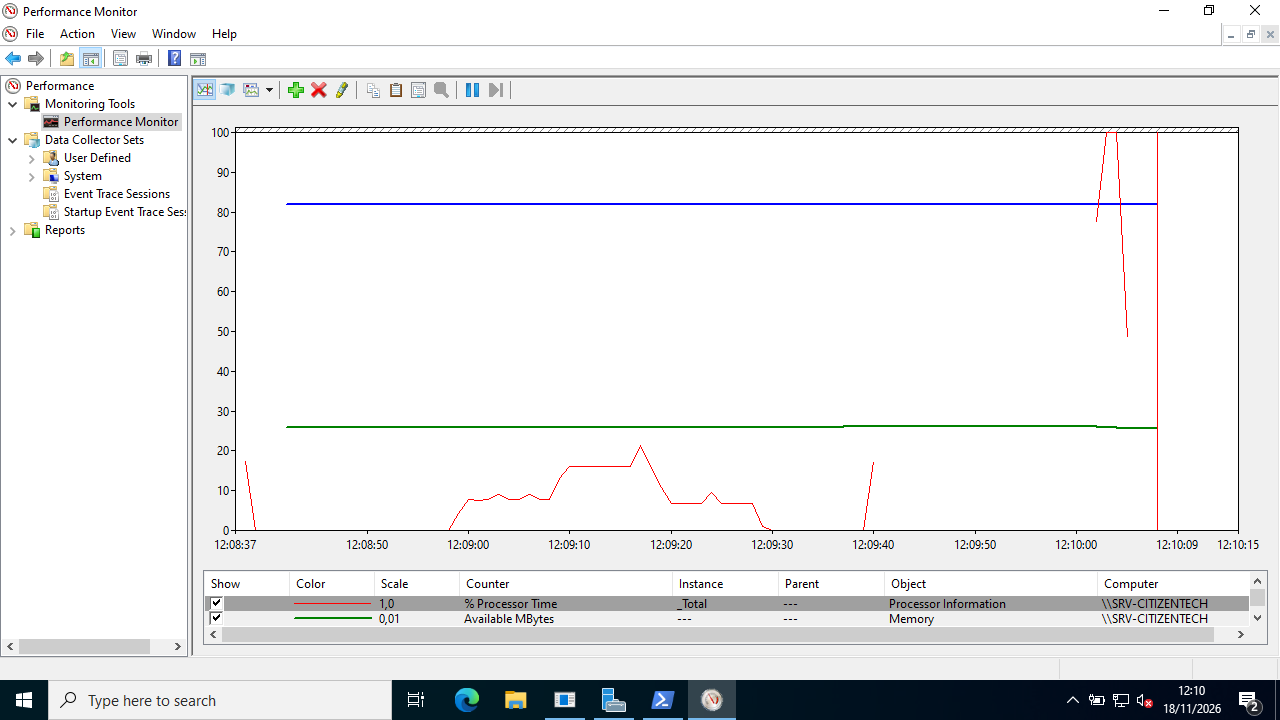 Performance Monitor
File Action View Window Help
Performance
Monitoring Tools
Performance Monitor
Data Collector Sets
User Defined
System
Event Trace Sessions
Startup Event Trace Ses
Reports
100
90
80
70
60
50
40
30
20
10
0
12:08:37 12:08:50 12:09:00 12:09:10 12:09:20 12:09:30 12:09:40 12:09:50 12:10:00 12:10:09 12:10:15
Show Color Scale Counter Instance Parent Object Computer
1,0 % Processor Time _Total --- Processor Information \\SRV-CITIZENTECH
0,01 Available MBytes --- --- Memory \\SRV-CITIZENTECH
Type here to search
12:10
18/11/2026
2